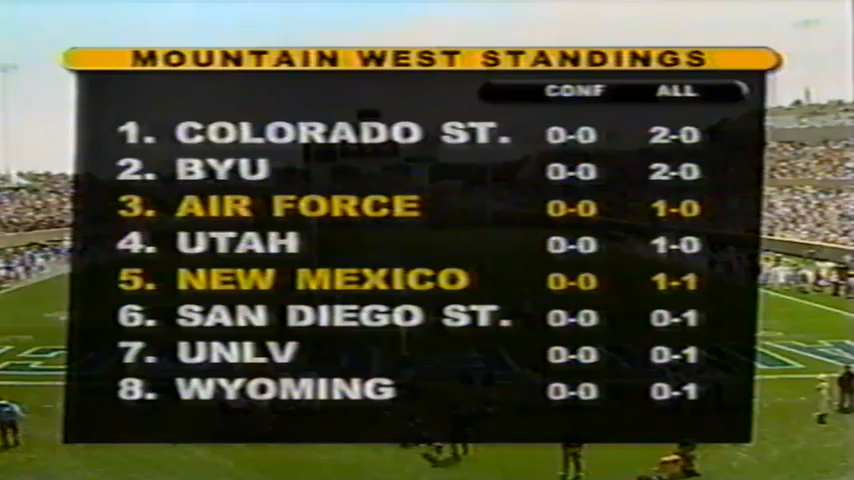 MOUNTAIN WEST STANDINGS
CONF ALL
1. COLORADO ST. 0-0 2-0
2. BYU 0-0 2-0
3. AIR FORCE 0-0 1-0
4. UTAH 0-0 1-0
5. NEW MEXICO 0-0 1-1
6. SAN DIEGO ST. 0-0 0-1
7. UNLV 0-0 0-1
8. WYOMING 0-0 0-1